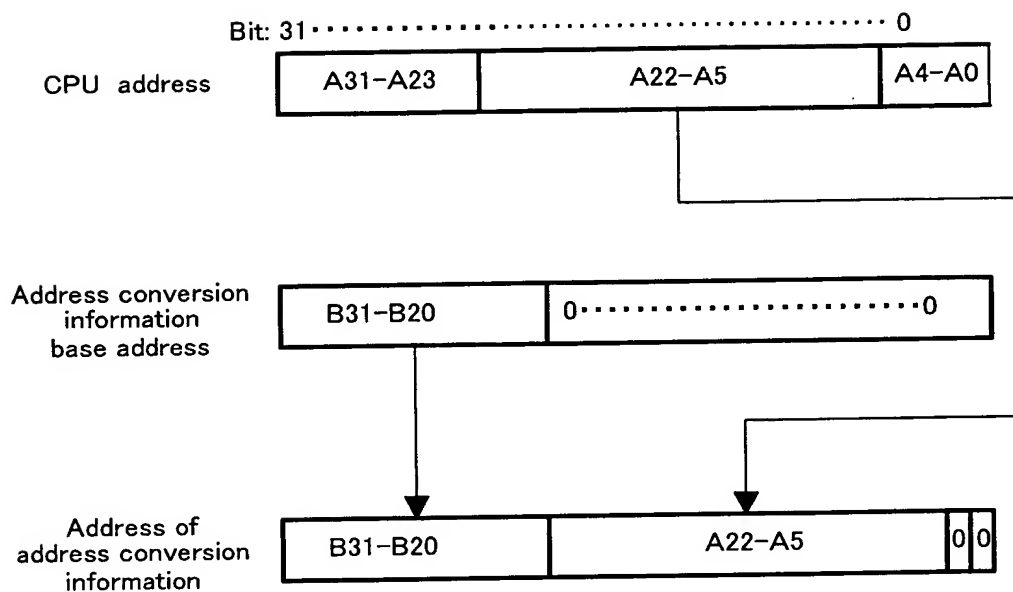 Bit: 31 ······································ 0
CPU address
A31-A23 A22-A5 A4-A0
Address conversion
information
base address
B31-B20 0 ························ 0
Address of
address conversion
information
B31-B20 A22-A5 0 0